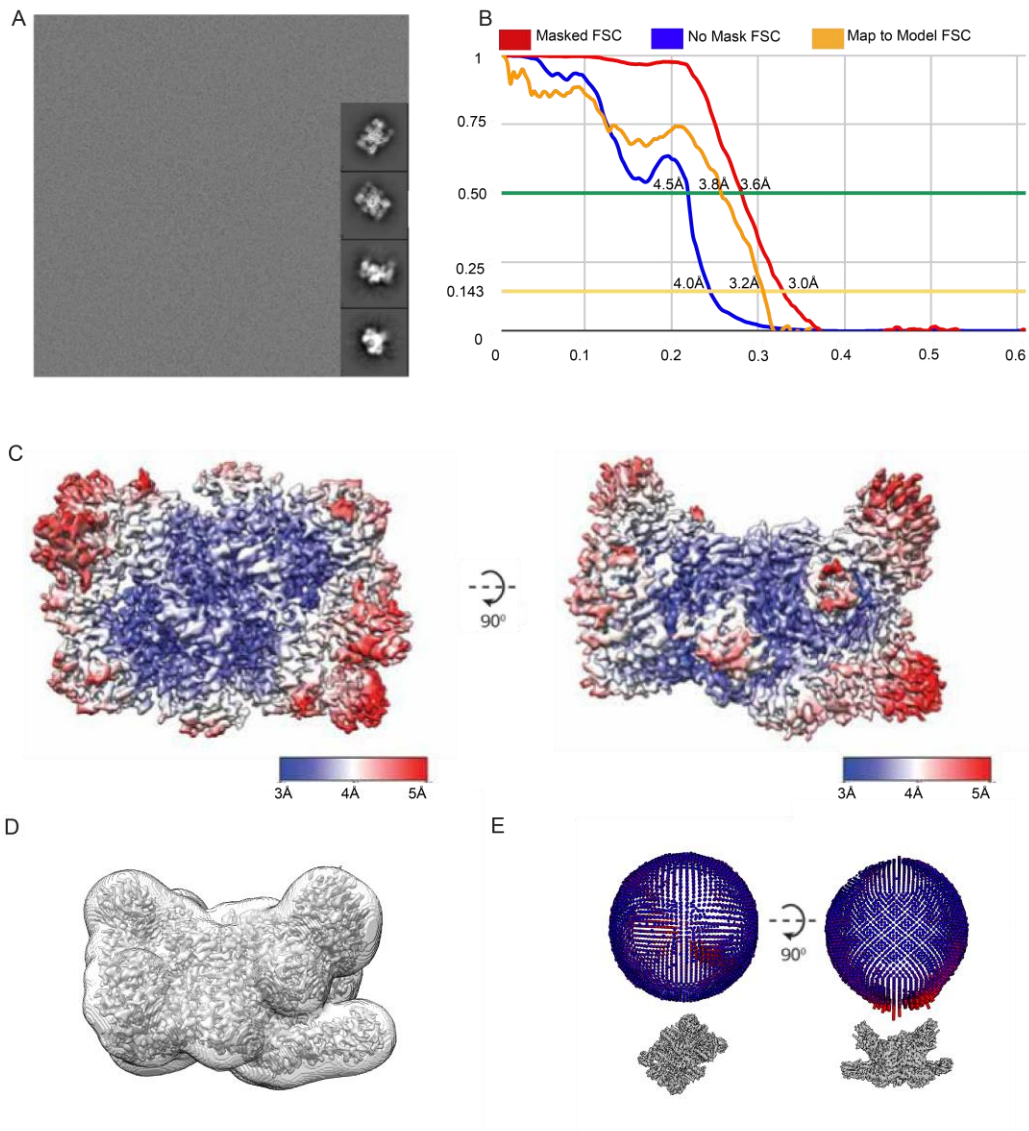 A
B
Masked FSC No Mask FSC Map to Model FSC
1
0.75
4.5Å 3.8Å 3.6Å
0.50
0.25
4.0Å 3.2Å 3.0Å
0.143
0
0 0.1 0.2 0.3 0.4 0.5 0.6
C
90⁰
3Å 4Å 5Å
3Å 4Å 5Å
D
E
90⁰